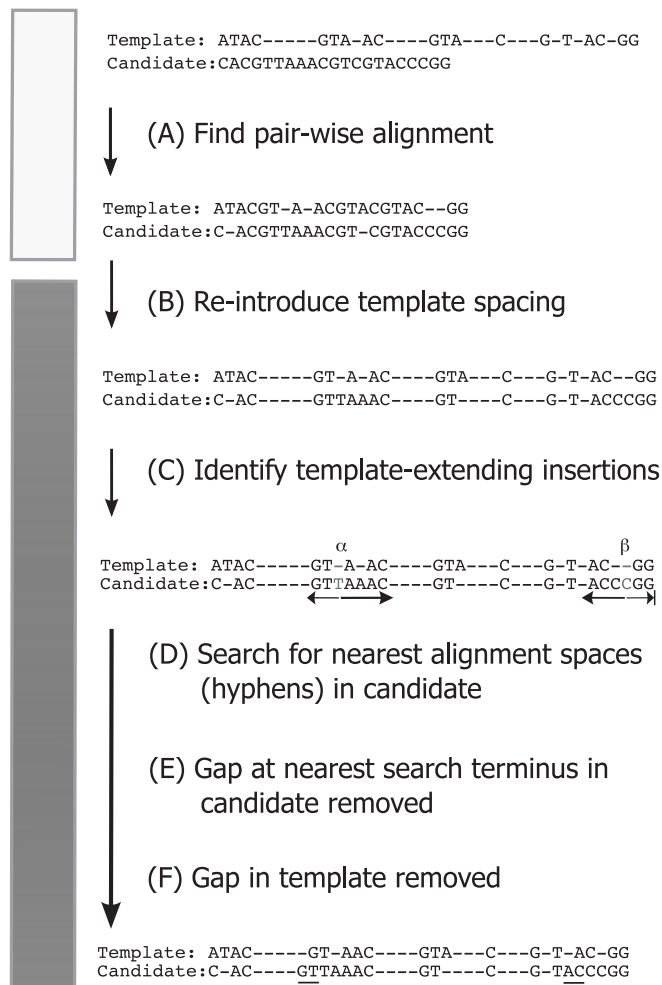 Template: ATAC-----GTA-AC----GTA---C---G-T-AC-GG
Candidate:CACGTTAAACGTCGTACCCGG
(A) Find pair-wise alignment
Template: ATACGT-A-ACGTACGTAC--GG
Candidate:C-ACGTTAAACGT-CGTACCCGG
(B) Re-introduce template spacing
Template: ATAC-----GT-A-AC----GTA---C---G-T-AC--GG
Candidate:C-AC-----GTTAAAC----GT----C---G-T-ACCCGG
(C) Identify template-extending insertions
α β
Template: ATAC-----GT-A-AC----GTA---C---G-T-AC--GG
Candidate:C-AC-----GTTAAAC----GT----C---G-T-ACCCGG
(D) Search for nearest alignment spaces
(hyphens) in candidate
(E) Gap at nearest search terminus in
candidate removed
(F) Gap in template removed
Template: ATAC-----GT-AAC----GTA---C---G-T-AC-GG
Candidate:C-AC----GTTAAAC----GT----C---G-TACCCGG